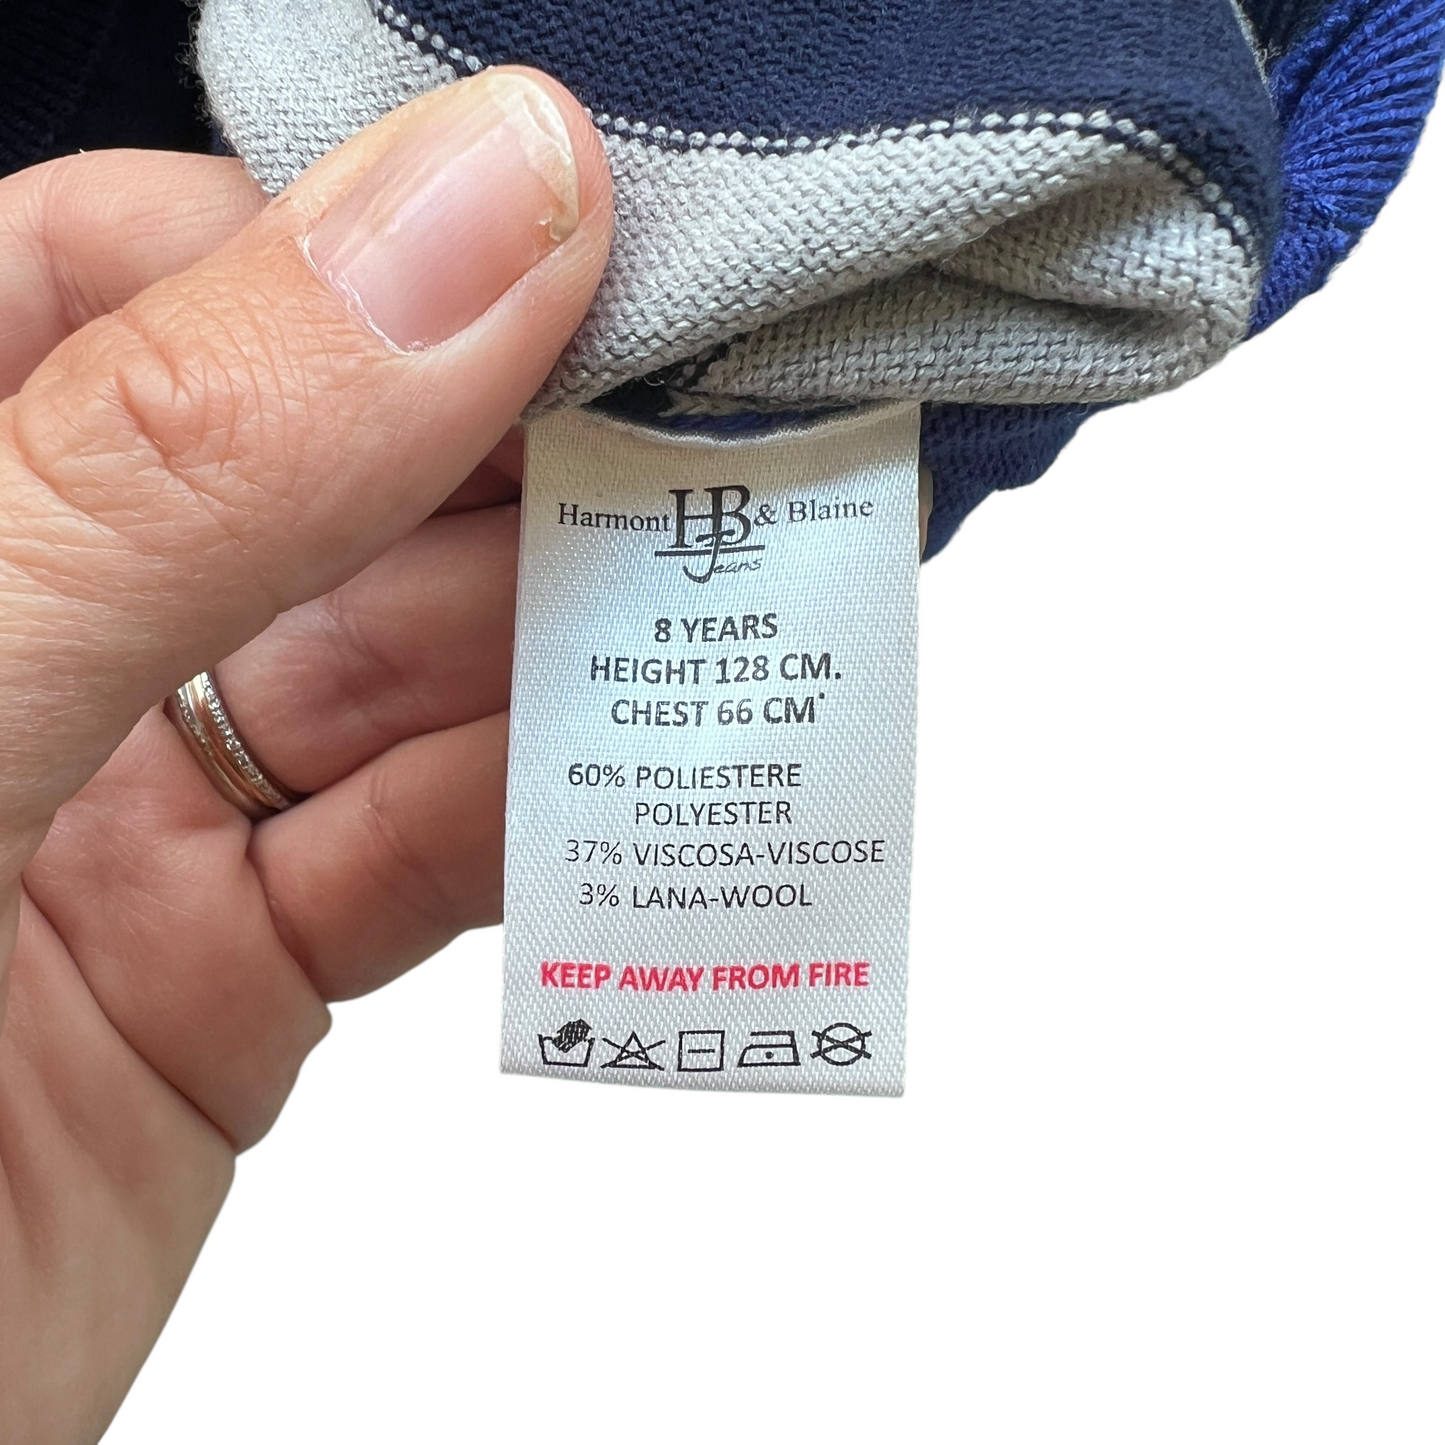 Harmont HB & Blaine
Jeans
8 YEARS
HEIGHT 128 CM.
CHEST 66 CM
60% POLIESTERE
POLYESTER
37% VISCOSA-VISCOSE
3% LANA-WOOL
KEEP AWAY FROM FIRE